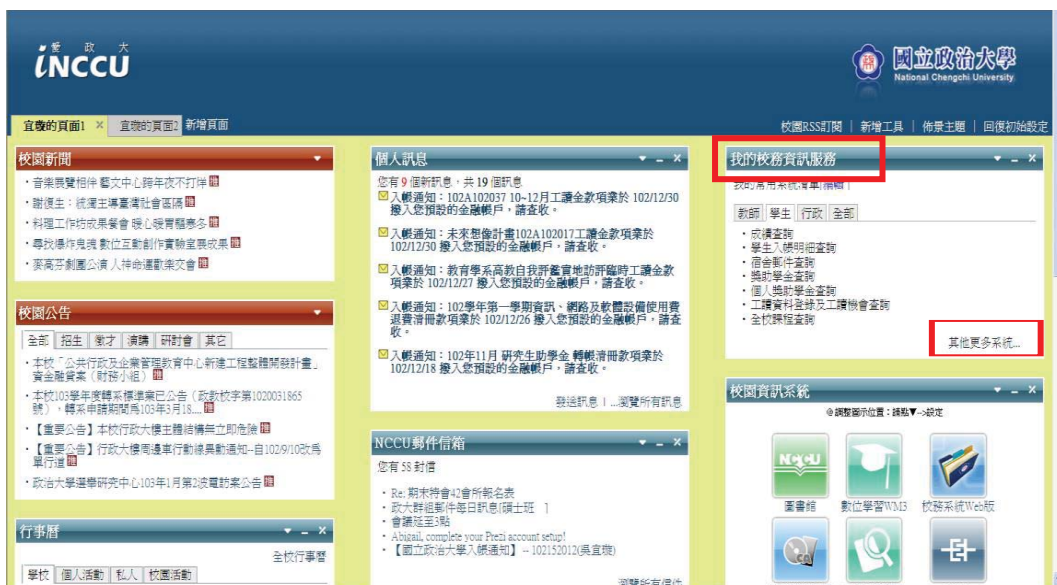 愛 政 大
iNCCU
國立政治大學
National Chengchi University
宜璇的頁面1 × 宜璇的頁面2 新增頁面
校園RSS訂閱 | 新增工具 | 佈景主題 | 回復初始設定
校園新聞
・音樂展覽相伴 藝文中心跨年夜不打烊
・謝復生：統獨主導臺灣社會區隔
・料理工作坊成果餐會 暖心暖胃驅寒冬
・尋找爆炸鬼魂 數位互動創作實驗室展成果
・麥高芬劇團公演 人神命運歡樂交會
校園公告
全部 招生 徵才 演講 研討會 其它
・本校「公共行政及企業管理教育中心新建工程整體開發計畫」
資金融資案（財務小組）
・本校103學年度轉系標準業已公告（政教校字第1020031865
號），轉系申請期間為103年3月18....
・【重要公告】本校行政大樓主體結構無立即危險
・【重要公告】行政大樓周邊車行動線異動通知--自102/9/10改為
單行道
・政治大學選舉研究中心103年1月第2波電訪案公告
行事曆
全校行事曆
學校 個人活動 私人 校園活動
個人訊息
您有 9 個新訊息，共 19 個訊息
入帳通知：102A102037 10~12月工讀金款項業於 102/12/30
撥入您預設的金融帳戶，請查收。
入帳通知：未來想像計畫102A102017工讀金款項業於
102/12/30 撥入您預設的金融帳戶，請查收。
入帳通知：教育學系高教自我評鑑實地訪評臨時工讀金款
項業於 102/12/27 撥入您預設的金融帳戶，請查收。
入帳通知：102學年第一學期資訊、網路及軟體設備使用費
退費清冊款項業於 102/12/26 撥入您預設的金融帳戶，請查
收。
入帳通知：102年11月 研究生助學金 轉帳清冊款項業於
102/12/18 撥入您預設的金融帳戶，請查收。
發送訊息 | ...瀏覽所有訊息
NCCU郵件信箱
您有 58 封信
・Re: 期末特會42會所報名表
・政大群組郵件每日訊息[碩士班 ]
・會議延至3點
・Abigail, complete your Prezi account setup!
・【國立政治大學入帳通知】 -- 102152012(吳宜璇)
瀏覽所有信件
我的校務資訊服務
我的常用系統清單[編輯]
教師 學生 行政 全部
・成績查詢
・學生入帳明細查詢
・宿舍郵件查詢
・獎助學金查詢
・個人獎助學金查詢
・工讀資料登錄及工讀機會查詢
・全校課程查詢
其他更多系統...
校園資訊系統
@調整圖示位置：請點▼-->設定
NCCU
圖書館 數位學習WM3 校務系統Web版